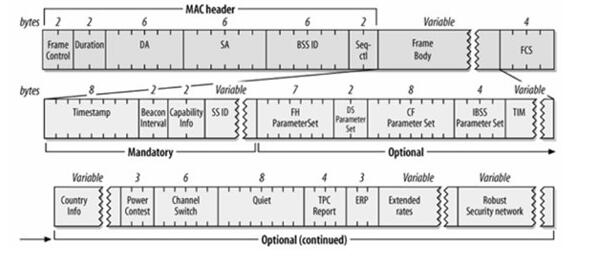 MAC header
bytes 2 2 6 6 6 2 Variable 4
Frame Control Duration DA SA BSS ID Seq-ctl Frame Body FCS
bytes 8 2 2 Variable 7 2 8 4 Variable
Timestamp Beacon Interval Capability Info SS ID FH ParameterSet DS Parameter Set CF Parameter Set IBSS Parameter Set TIM
Mandatory Optional
Variable 3 6 8 4 3 Variable Variable
Country Info Power Contest Channel Switch Quiet TPC Report ERP Extended rates Robust Security network
Optional (continued)